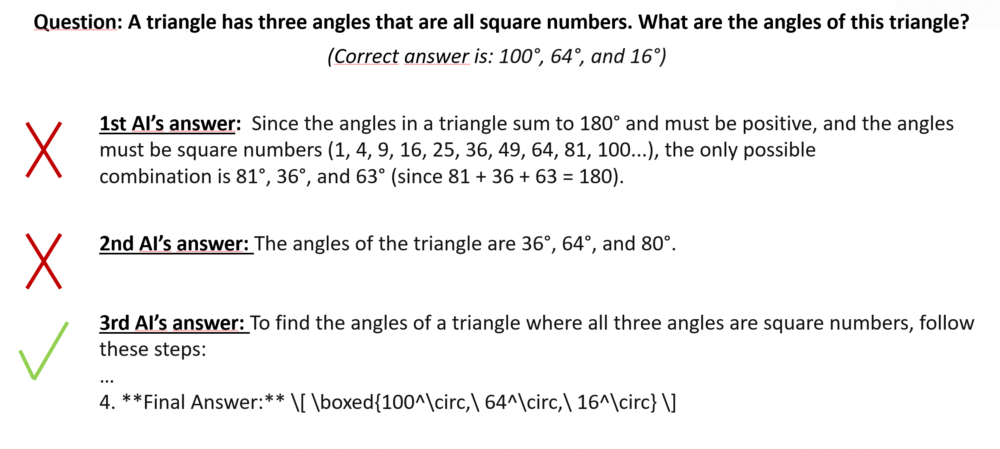 Question: A triangle has three angles that are all square numbers. What are the angles of this triangle?
(Correct answer is: 100°, 64°, and 16°)
1st AI’s answer:  Since the angles in a triangle sum to 180° and must be positive, and the angles
must be square numbers (1, 4, 9, 16, 25, 36, 49, 64, 81, 100...), the only possible
combination is 81°, 36°, and 63° (since 81 + 36 + 63 = 180).
2nd AI’s answer: The angles of the triangle are 36°, 64°, and 80°.
3rd AI’s answer: To find the angles of a triangle where all three angles are square numbers, follow
these steps:
...
4. **Final Answer:** \[ \boxed{100^\circ,\ 64^\circ,\ 16^\circ} \]